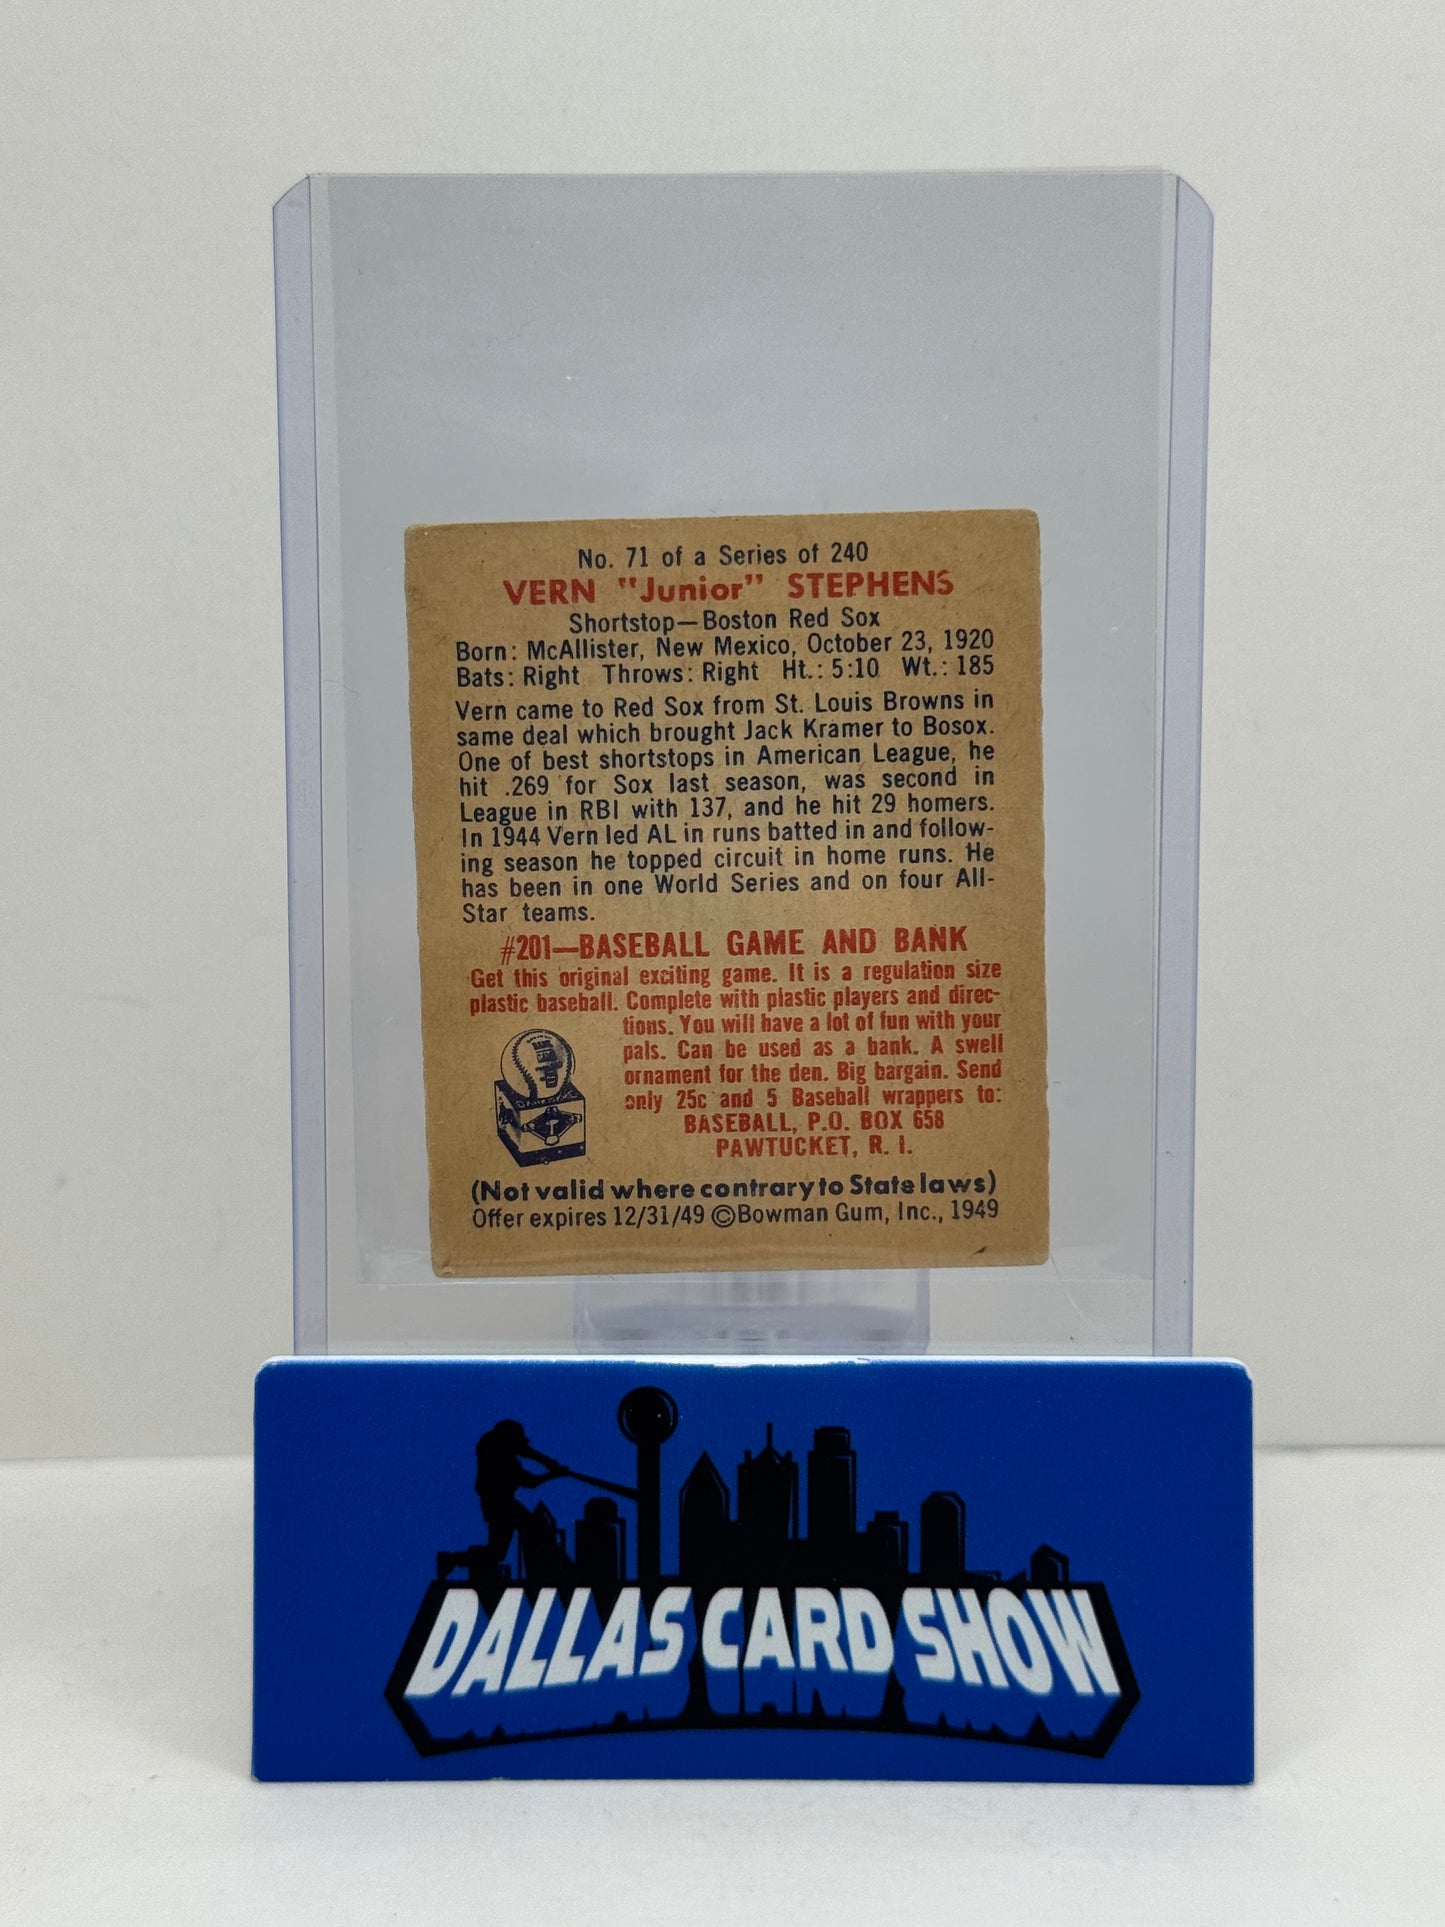 No. 71 of a Series of 240
VERN "Junior" STEPHENS
Shortstop—Boston Red Sox
Born: McAllister, New Mexico, October 23, 1920
Bats: Right Throws: Right Ht.: 5:10 Wt.: 185
Vern came to Red Sox from St. Louis Browns in
same deal which brought Jack Kramer to Bosox.
One of best shortstops in American League, he
hit .269 for Sox last season, was second in
League in RBI with 137, and he hit 29 homers.
In 1944 Vern led AL in runs batted in and follow-
ing season he topped circuit in home runs. He
has been in one World Series and on four All-
Star teams.
#201—BASEBALL GAME AND BANK
Get this original exciting game. It is a regulation size
plastic baseball. Complete with plastic players and direc-
tions. You will have a lot of fun with your
pals. Can be used as a bank. A swell
ornament for the den. Big bargain. Send
only 25c and 5 Baseball wrappers to:
BASEBALL, P.O. BOX 658
PAWTUCKET, R. I.
(Not valid where contrary to State laws)
Offer expires 12/31/49 ©Bowman Gum, Inc., 1949
DALLAS CARD SHOW